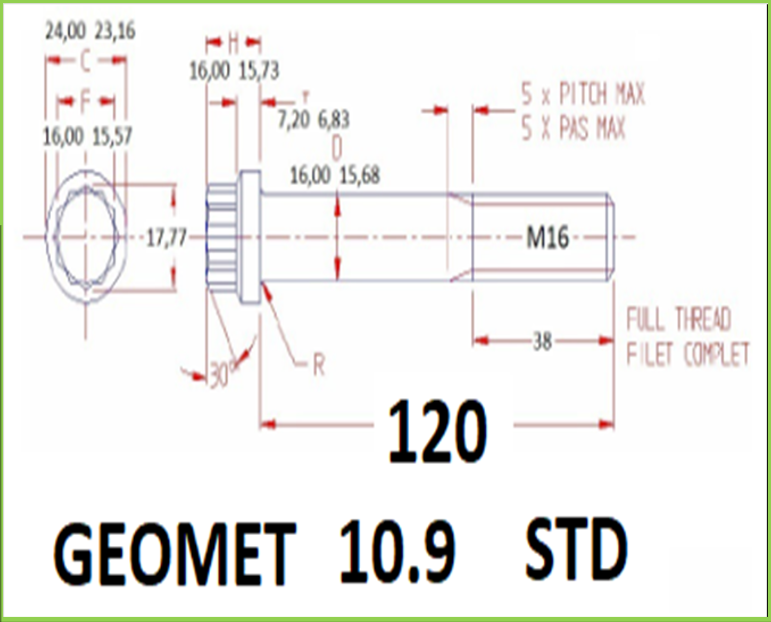 24,00 23,16
C
F
16,00 15,57
H
16,00 15,73
7,20 6,83
D
16,00 15,68
5 x PITCH MAX
5 X PAS MAX
17,77
M16
38
FULL THREAD
FILET COMPLET
30°
R
120
GEOMET 10.9 STD